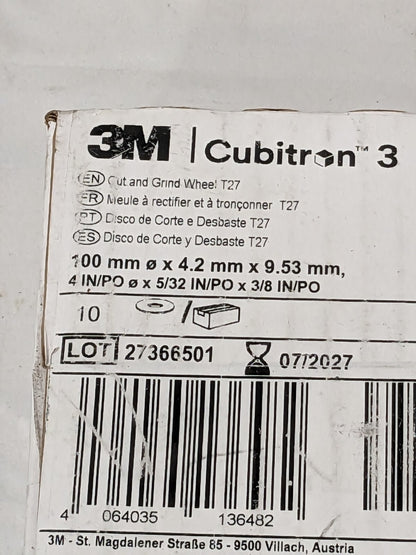 3M | Cubitron™ 3
EN Cut and Grind Wheel T27
FR Meule à rectifier et à tronçonner T27
PT Disco de Corte e Desbaste T27
ES Disco de Corte y Desbaste T27
100 mm ø x 4.2 mm x 9.53 mm,
4 IN/PO ø x 5/32 IN/PO x 3/8 IN/PO
10 /
LOT 27366501 07/2027
4 064035 136482
3M - St. Magdalener Straße 85 - 9500 Villach, Austria